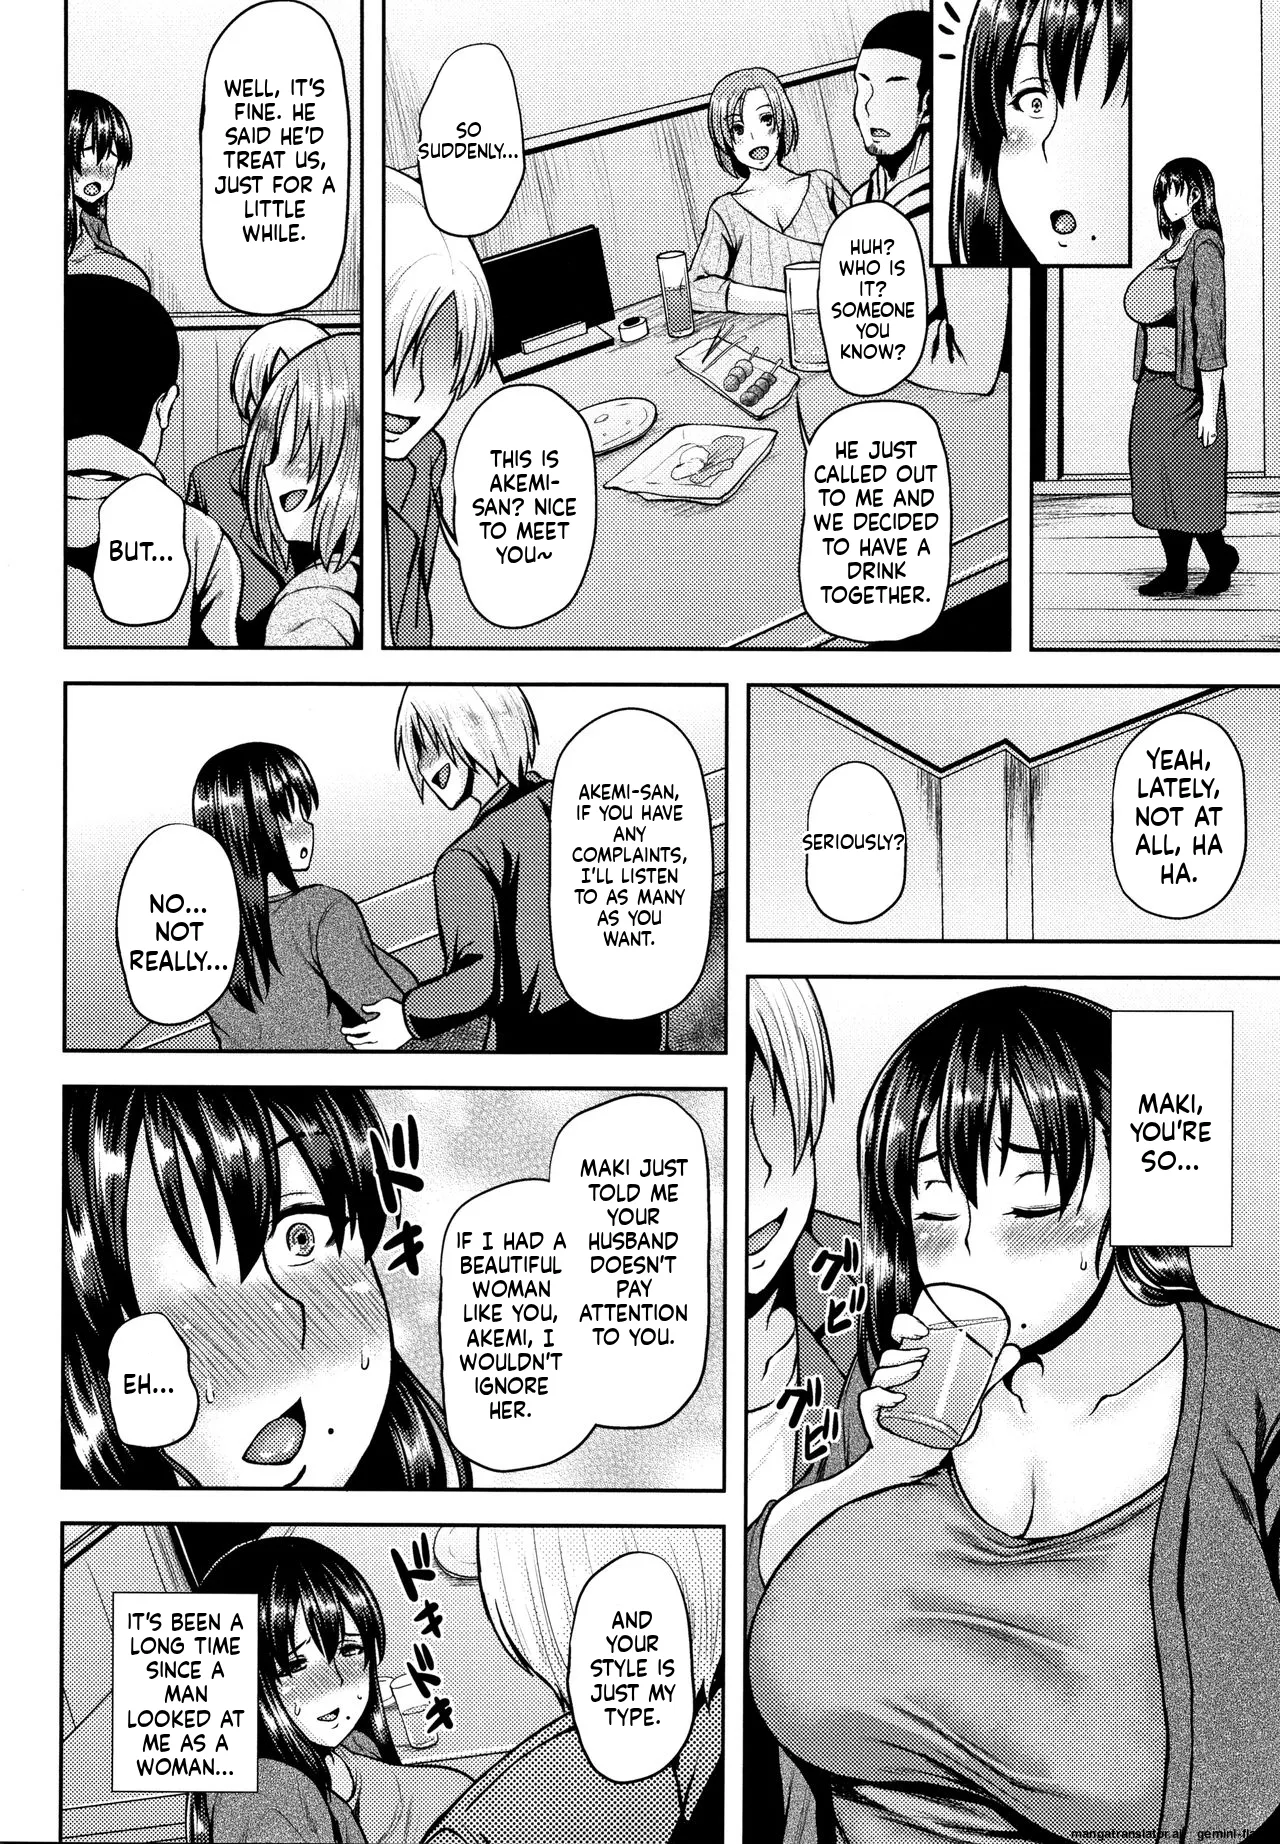 HUH?
WHO IS
IT?
SOMEONE
YOU
KNOW?
HE JUST
CALLED OUT
TO ME AND
WE DECIDED
TO HAVE A
DRINK
TOGETHER.
SO
SUDDENLY...
THIS IS
AKEMI-
SAN? NICE
TO MEET
YOU~
WELL, IT'S
FINE. HE
SAID HE'D
TREAT US,
JUST FOR A
LITTLE
WHILE.
BUT...
YEAH,
LATELY,
NOT AT
ALL, HA
HA.
SERIOUSLY?
MAKI,
YOU'RE
SO...
グビ
グビ
AKEMI-SAN,
IF YOU HAVE
ANY
COMPLAINTS,
I'LL LISTEN
TO AS MANY
AS YOU
WANT.
NO...
NOT
REALLY...
MAKI JUST
TOLD ME
YOUR
HUSBAND
DOESN'T
PAY
ATTENTION
TO YOU.
IF I HAD A
BEAUTIFUL
WOMAN
LIKE YOU,
AKEMI, I
WOULDN'T
IGNORE
HER.
ドキ
EH...
AND
YOUR
STYLE IS
JUST MY
TYPE.
ドキ
ドキ
IT'S BEEN A
LONG TIME
SINCE A
MAN
LOOKED AT
ME AS A
WOMAN...
mangatranslator.ai gemini-fla